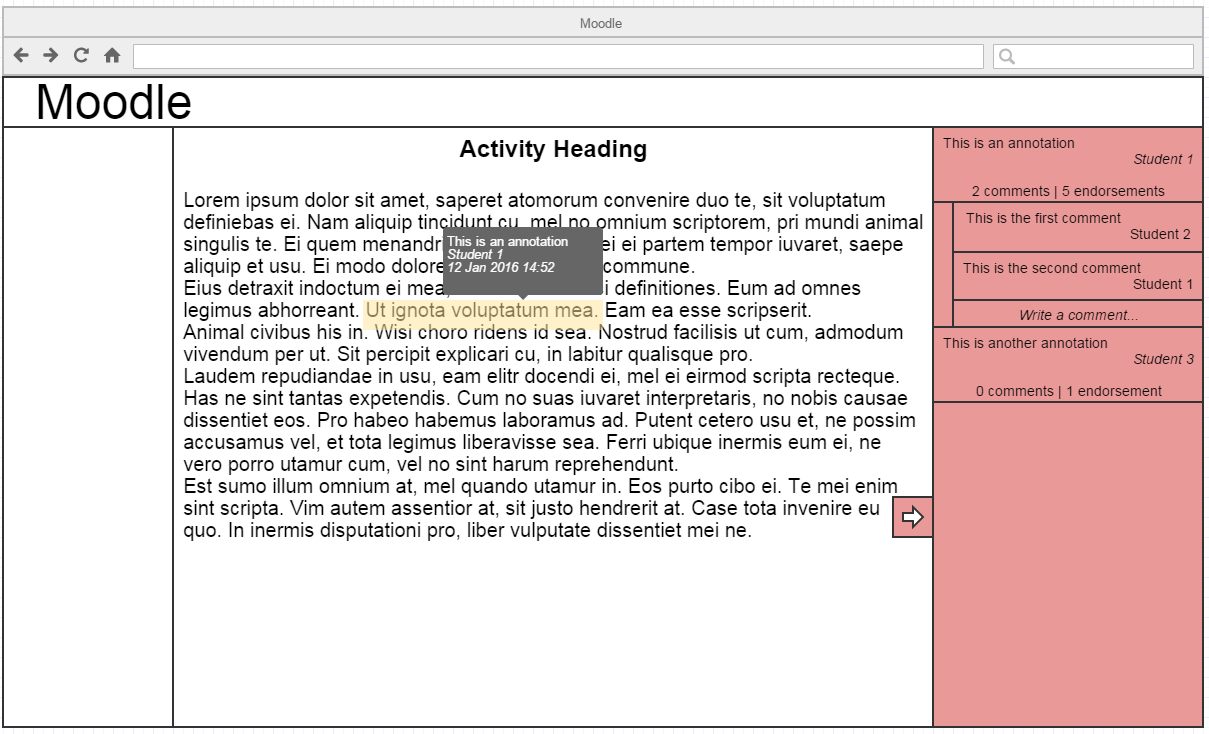 Moodle
Moodle
Activity Heading
Lorem ipsum dolor sit amet, saperet atomorum convenire duo te, sit voluptatum
definiebas ei. Nam aliquip tincidunt cu, mel no omnium scriptorem, pri mundi animal
singulis te. Ei quem menandr ei ei partem tempor iuvaret, saepe
aliquip et usu. Ei modo dolore commune.
Eius detraxit indoctum ei mea, i definitiones. Eum ad omnes
legimus abhorreant. Ut ignota voluptatum mea. Eam ea esse scripserit.
Animal civibus his in. Wisi choro ridens id sea. Nostrud facilisis ut cum, admodum
vivendum per ut. Sit percipit explicari cu, in labitur qualisque pro.
Laudem repudiandae in usu, eam elitr docendi ei, mel ei eirmod scripta recteque.
Has ne sint tantas expetendis. Cum no suas iuvaret interpretaris, no nobis causae
dissentiet eos. Pro habeo habemus laboramus ad. Putent cetero usu et, ne possim
accusamus vel, et tota legimus liberavisse sea. Ferri ubique inermis eum ei, ne
vero porro utamur cum, vel no sint harum reprehendunt.
Est sumo illum omnium at, mel quando utamur in. Eos purto cibo ei. Te mei enim
sint scripta. Vim autem assentior at, sit justo hendrerit at. Case tota invenire eu
quo. In inermis disputationi pro, liber vulputate dissentiet mei ne.
This is an annotation
Student 1
12 Jan 2016 14:52
This is an annotation
Student 1
2 comments | 5 endorsements
This is the first comment
Student 2
This is the second comment
Student 1
Write a comment...
This is another annotation
Student 3
0 comments | 1 endorsement